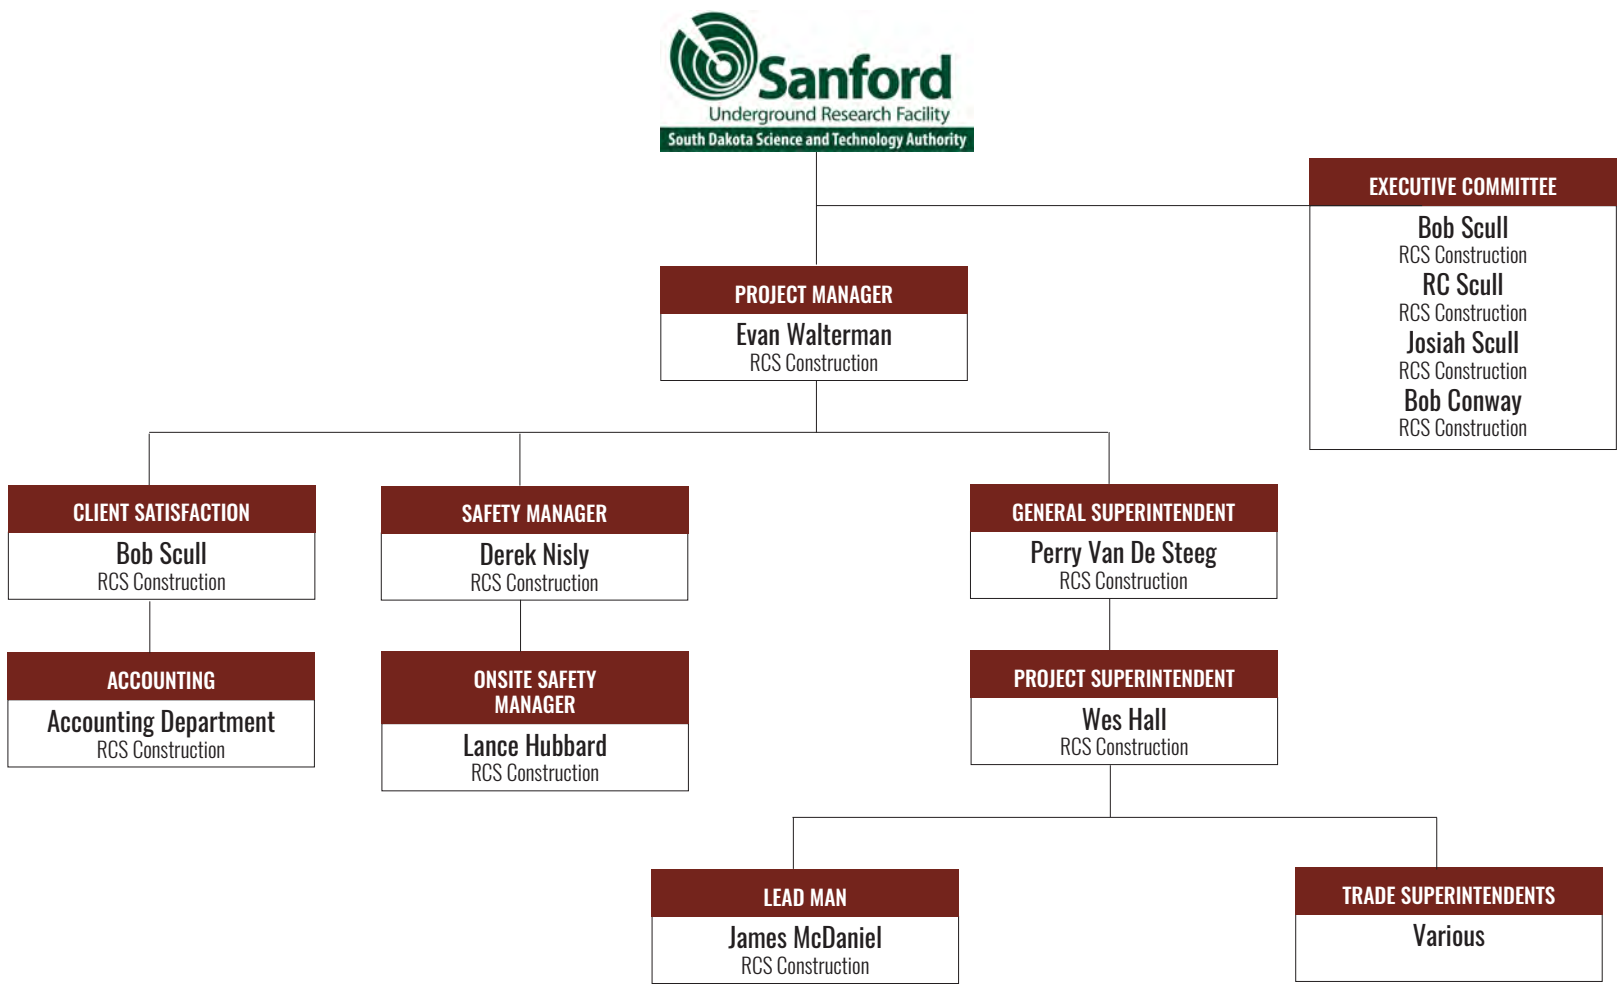 Sanford
Underground Research Facility
South Dakota Science and Technology Authority
EXECUTIVE COMMITTEE
Bob Scull
RCS Construction
RC Scull
RCS Construction
Josiah Scull
RCS Construction
Bob Conway
RCS Construction
PROJECT MANAGER
Evan Walterman
RCS Construction
CLIENT SATISFACTION
Bob Scull
RCS Construction
SAFETY MANAGER
Derek Nisly
RCS Construction
GENERAL SUPERINTENDENT
Perry Van De Steeg
RCS Construction
ACCOUNTING
Accounting Department
RCS Construction
ONSITE SAFETY
MANAGER
Lance Hubbard
RCS Construction
PROJECT SUPERINTENDENT
Wes Hall
RCS Construction
LEAD MAN
James McDaniel
RCS Construction
TRADE SUPERINTENDENTS
Various